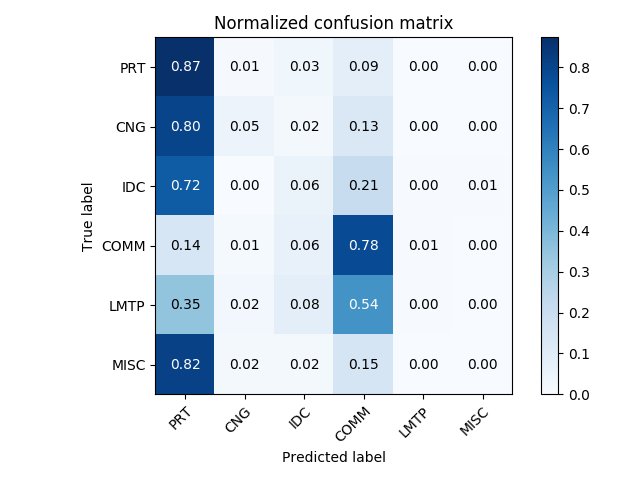 Normalized confusion matrix
PRT 0.87 0.01 0.03 0.09 0.00 0.00
CNG 0.80 0.05 0.02 0.13 0.00 0.00
IDC 0.72 0.00 0.06 0.21 0.00 0.01
COMM 0.14 0.01 0.06 0.78 0.01 0.00
LMTP 0.35 0.02 0.08 0.54 0.00 0.00
MISC 0.82 0.02 0.02 0.15 0.00 0.00
PRT CNG IDC COMM LMTP MISC
True label
Predicted label
0.8
0.7
0.6
0.5
0.4
0.3
0.2
0.1
0.0